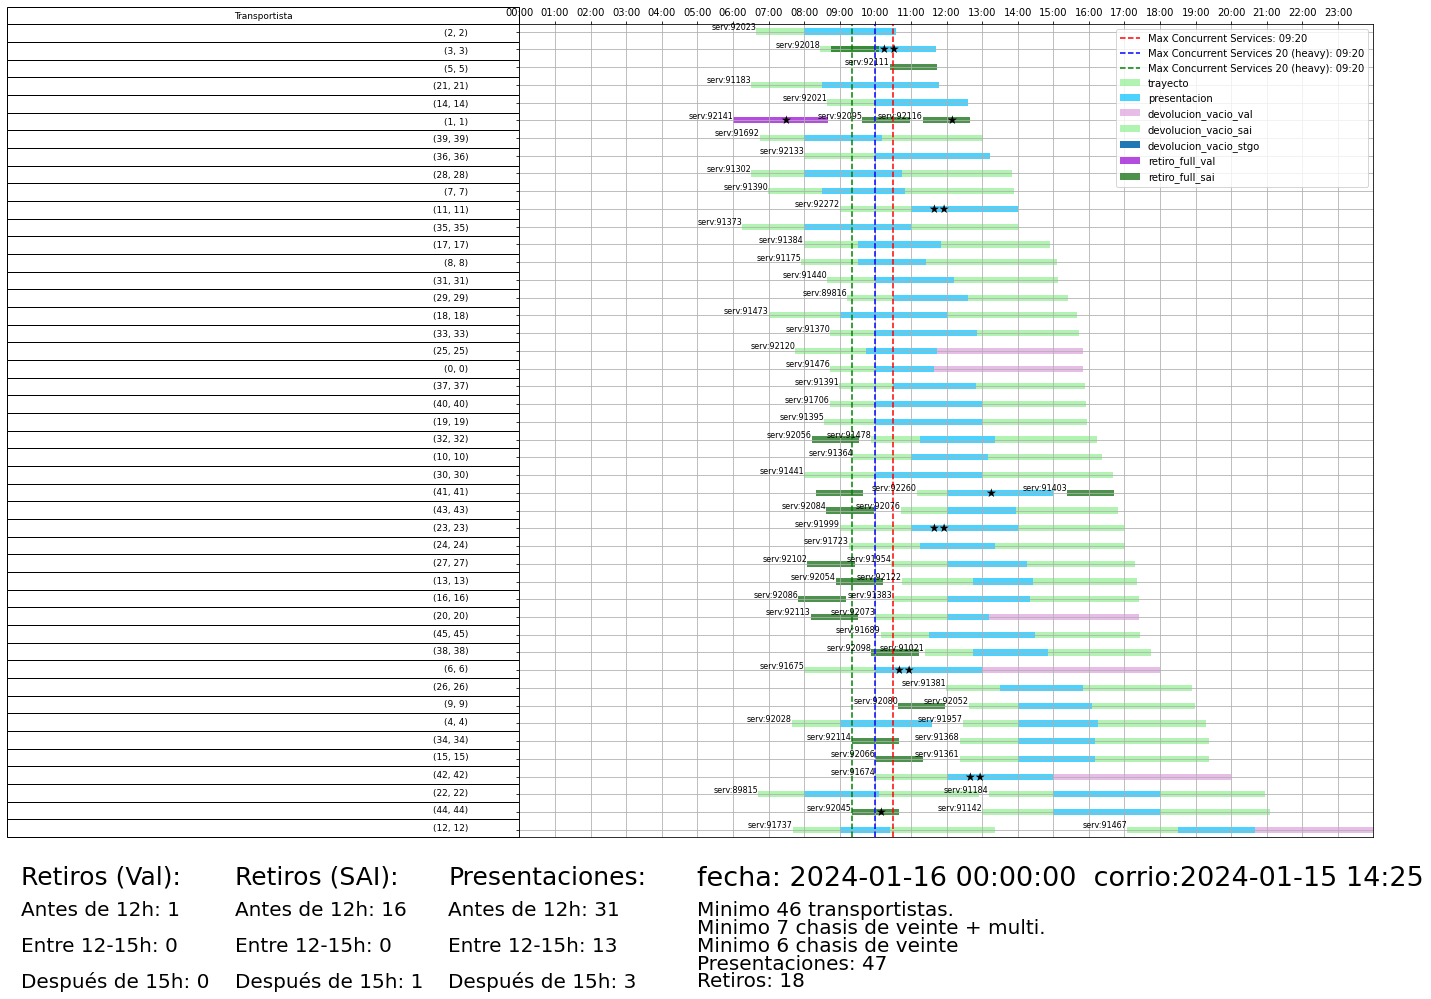 Transportista
00:00 01:00 02:00 03:00 04:00 05:00 06:00 07:00 08:00 09:00 10:00 11:00 12:00 13:00 14:00 15:00 16:00 17:00 18:00 19:00 20:00 21:00 22:00 23:00
(2, 2) serv:92023
(3, 3) serv:92018
(5, 5) serv:92111
(21, 21) serv:91183
(14, 14) serv:92021
(1, 1) serv:92141 serv:92095 serv:92116
(39, 39) serv:91692
(36, 36) serv:92133
(28, 28) serv:91302
(7, 7) serv:91390
(11, 11) serv:92272
(35, 35) serv:91373
(17, 17) serv:91384
(8, 8) serv:91175
(31, 31) serv:91440
(29, 29) serv:89816
(18, 18) serv:91473
(33, 33) serv:91370
(25, 25) serv:92120
(0, 0) serv:91476
(37, 37) serv:91391
(40, 40) serv:91706
(19, 19) serv:91395
(32, 32) serv:92056 serv:91478
(10, 10) serv:91364
(30, 30) serv:91441
(41, 41) serv:92260 serv:91403
(43, 43) serv:92084 serv:92076
(23, 23) serv:91999
(24, 24) serv:91723
(27, 27) serv:92102 serv:91954
(13, 13) serv:92054 serv:92122
(16, 16) serv:92086 serv:91383
(20, 20) serv:92113 serv:92073
(45, 45) serv:91689
(38, 38) serv:92098 serv:91021
(6, 6) serv:91675
(26, 26) serv:91381
(9, 9) serv:92080 serv:92052
(4, 4) serv:92028 serv:91957
(34, 34) serv:92114 serv:91368
(15, 15) serv:92066 serv:91361
(42, 42) serv:91674
(22, 22) serv:89815 serv:91184
(44, 44) serv:92045 serv:91142
(12, 12) serv:91737 serv:91467
Max Concurrent Services: 09:20
Max Concurrent Services 20 (heavy): 09:20
Max Concurrent Services 20 (heavy): 09:20
trayecto
presentacion
devolucion_vacio_val
devolucion_vacio_sai
devolucion_vacio_stgo
retiro_full_val
retiro_full_sai
Retiros (Val):
Antes de 12h: 1
Entre 12-15h: 0
Después de 15h: 0
Retiros (SAI):
Antes de 12h: 16
Entre 12-15h: 0
Después de 15h: 1
Presentaciones:
Antes de 12h: 31
Entre 12-15h: 13
Después de 15h: 3
fecha: 2024-01-16 00:00:00 corrio:2024-01-15 14:25
Minimo 46 transportistas.
Minimo 7 chasis de veinte + multi.
Minimo 6 chasis de veinte
Presentaciones: 47
Retiros: 18